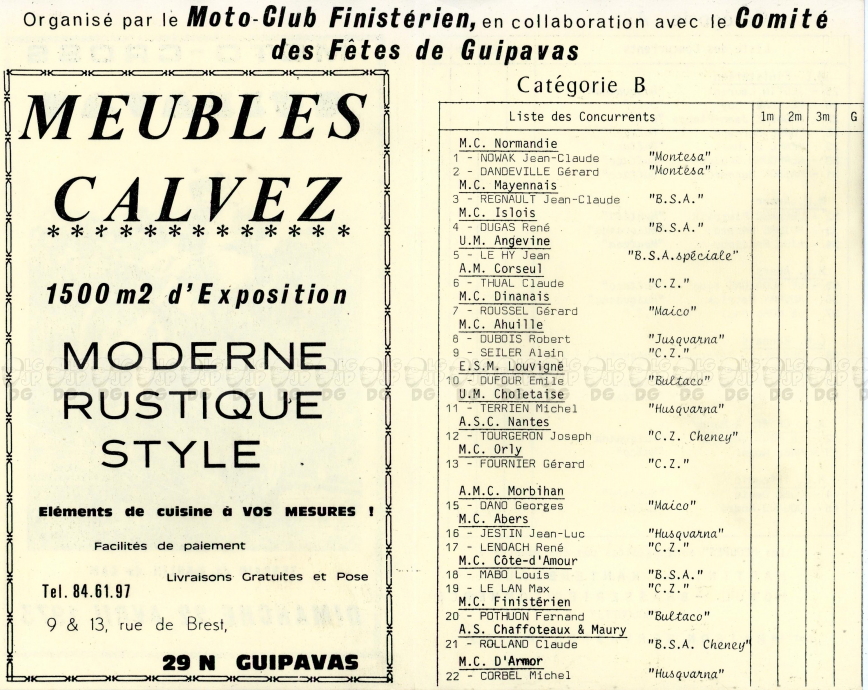 Organisé par le Moto-Club Finistérien, en collaboration avec le Comité
des Fêtes de Guipavas
MEUBLES
CALVEZ
*************
1500 m2 d'Exposition
MODERNE
RUSTIQUE
STYLE
Eléments de cuisine à VOS MESURES !
Facilités de paiement
Livraisons Gratuites et Pose
Tel. 84.61.97
9 & 13, rue de Brest,
29 N GUIPAVAS
Catégorie B
Liste des Concurrents 1m 2m 3m G
M.C. Normandie
1 - NOWAK Jean-Claude "Montesa"
2 - DANDEVILLE Gérard "Montèsa"
M.C. Mayennais
3 - REGNAULT Jean-Claude "B.S.A."
M.C. Islois
4 - DUGAS René "B.S.A."
U.M. Angevine
5 - LE HY Jean "B.S.A.spéciale"
A.M. Corseul
6 - THUAL Claude "C.Z."
M.C. Dinanais
7 - ROUSSEL Gérard "Maico"
M.C. Ahuille
8 - DUBOIS Robert "Jusqvarna"
9 - SEILER Alain "C.Z."
E.S.M. Louvigné
10 - DUFOUR Emile "Bultaco"
U.M. Choletaise
11 - TERRIEN Michel "Husqvarna"
A.S.C. Nantes
12 - TOURGERON Joseph "C.Z. Cheney"
M.C. Orly
13 - FOURNIER Gérard "C.Z."
A.M.C. Morbihan
15 - DANO Georges "Maico"
M.C. Abers
16 - JESTIN Jean-Luc "Husqvarna"
17 - LENDACH René "C.Z."
M.C. Côte-d'Amour
18 - MABO Louis "B.S.A."
19 - LE LAN Max "C.Z."
M.C. Finistérien
20 - POTHUON Fernand "Bultaco"
A.S. Chaffoteaux & Maury
21 - ROLLAND Claude "B.S.A. Cheney"
M.C. D'Armor
22 - CORBEL Michel "Husqvarna"